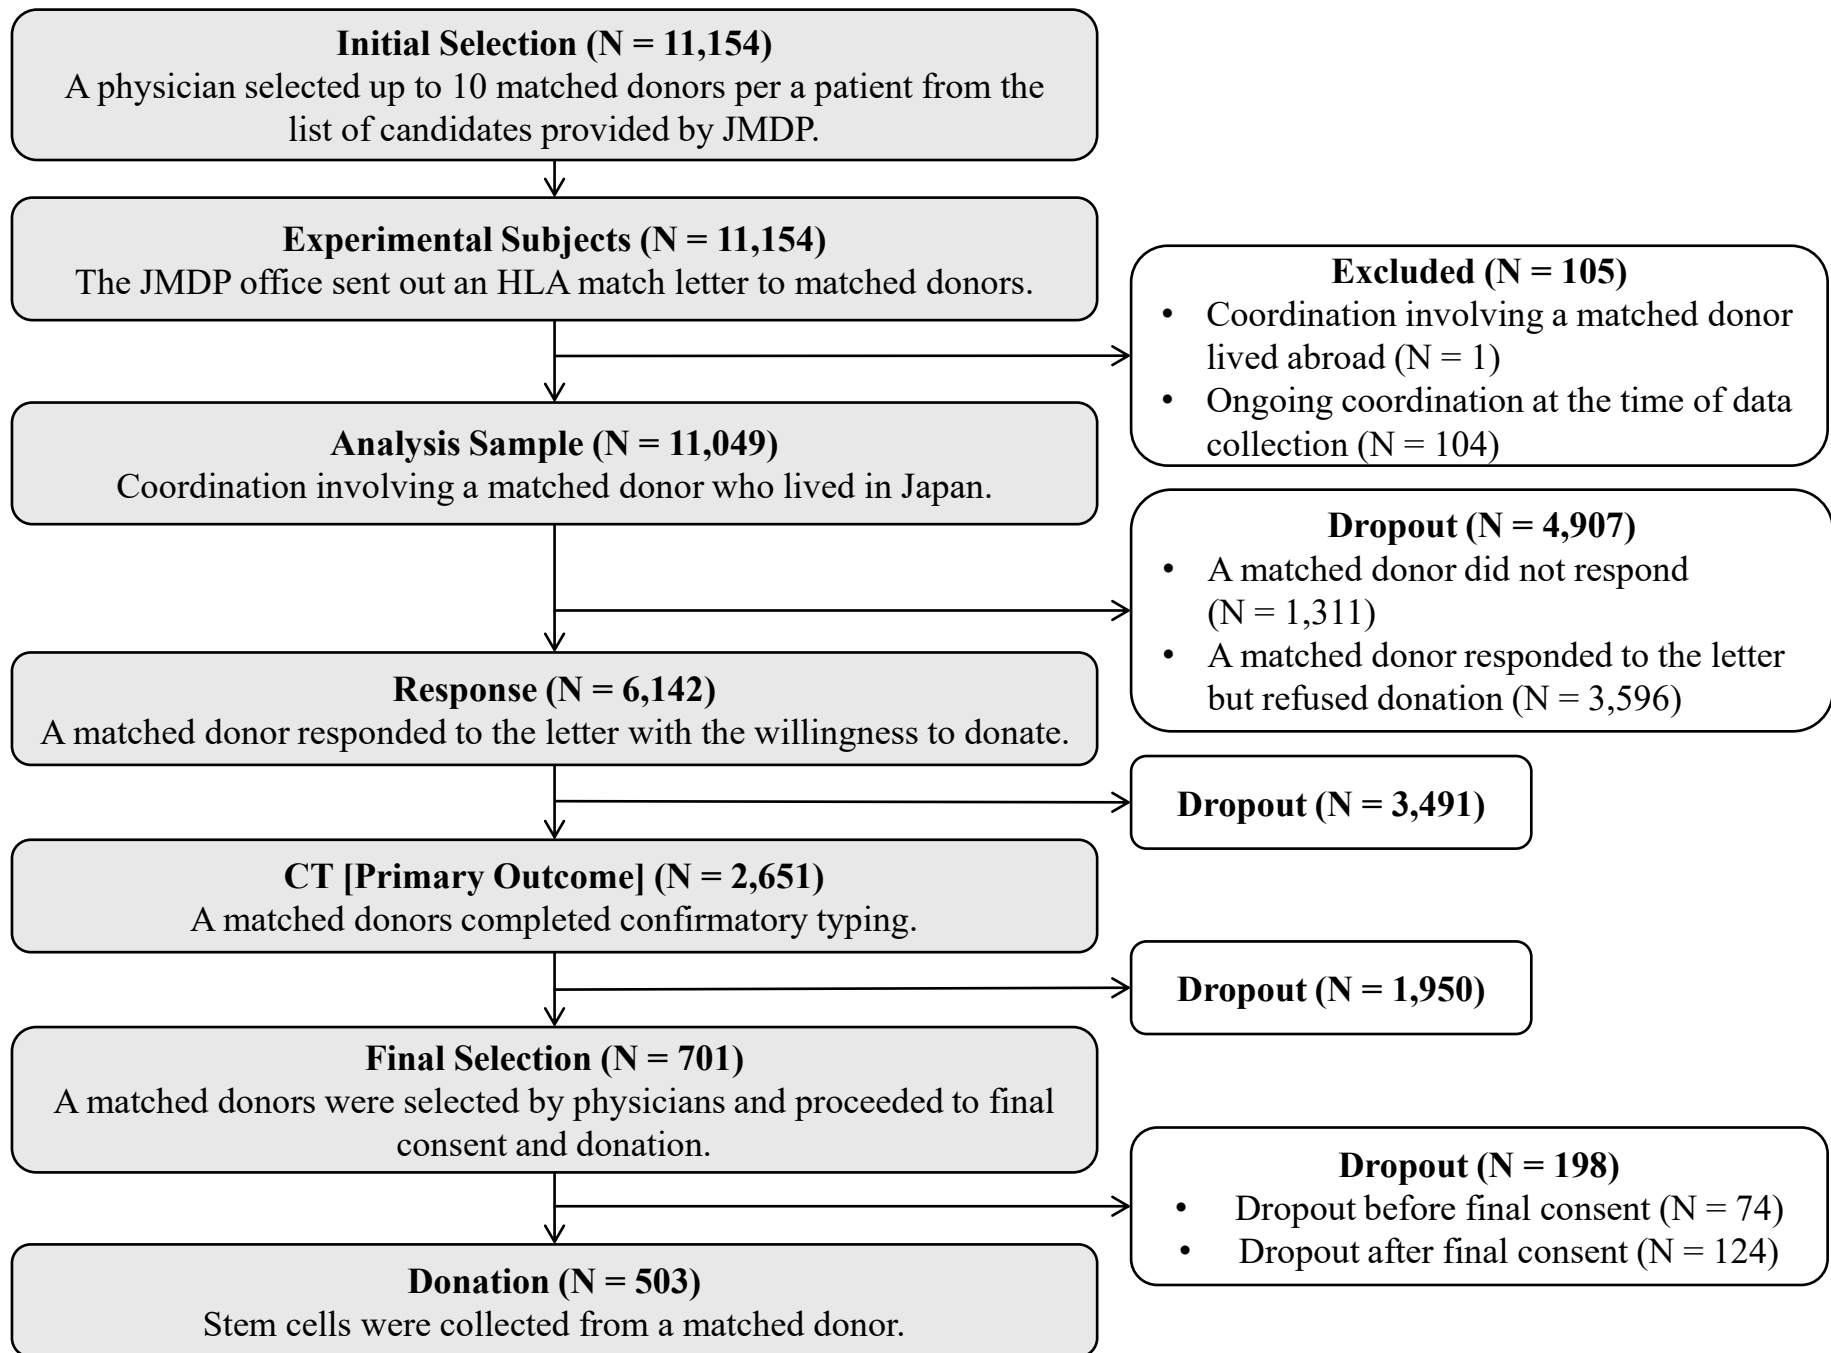 Initial Selection (N = 11,154)
A physician selected up to 10 matched donors per a patient from the
list of candidates provided by JMDP.
Experimental Subjects (N = 11,154)
The JMDP office sent out an HLA match letter to matched donors.
Excluded (N = 105)
• Coordination involving a matched donor
lived abroad (N = 1)
• Ongoing coordination at the time of data
collection (N = 104)
Analysis Sample (N = 11,049)
Coordination involving a matched donor who lived in Japan.
Dropout (N = 4,907)
• A matched donor did not respond
(N = 1,311)
• A matched donor responded to the letter
but refused donation (N = 3,596)
Response (N = 6,142)
A matched donor responded to the letter with the willingness to donate.
Dropout (N = 3,491)
CT [Primary Outcome] (N = 2,651)
A matched donors completed confirmatory typing.
Dropout (N = 1,950)
Final Selection (N = 701)
A matched donors were selected by physicians and proceeded to final
consent and donation.
Dropout (N = 198)
• Dropout before final consent (N = 74)
• Dropout after final consent (N = 124)
Donation (N = 503)
Stem cells were collected from a matched donor.